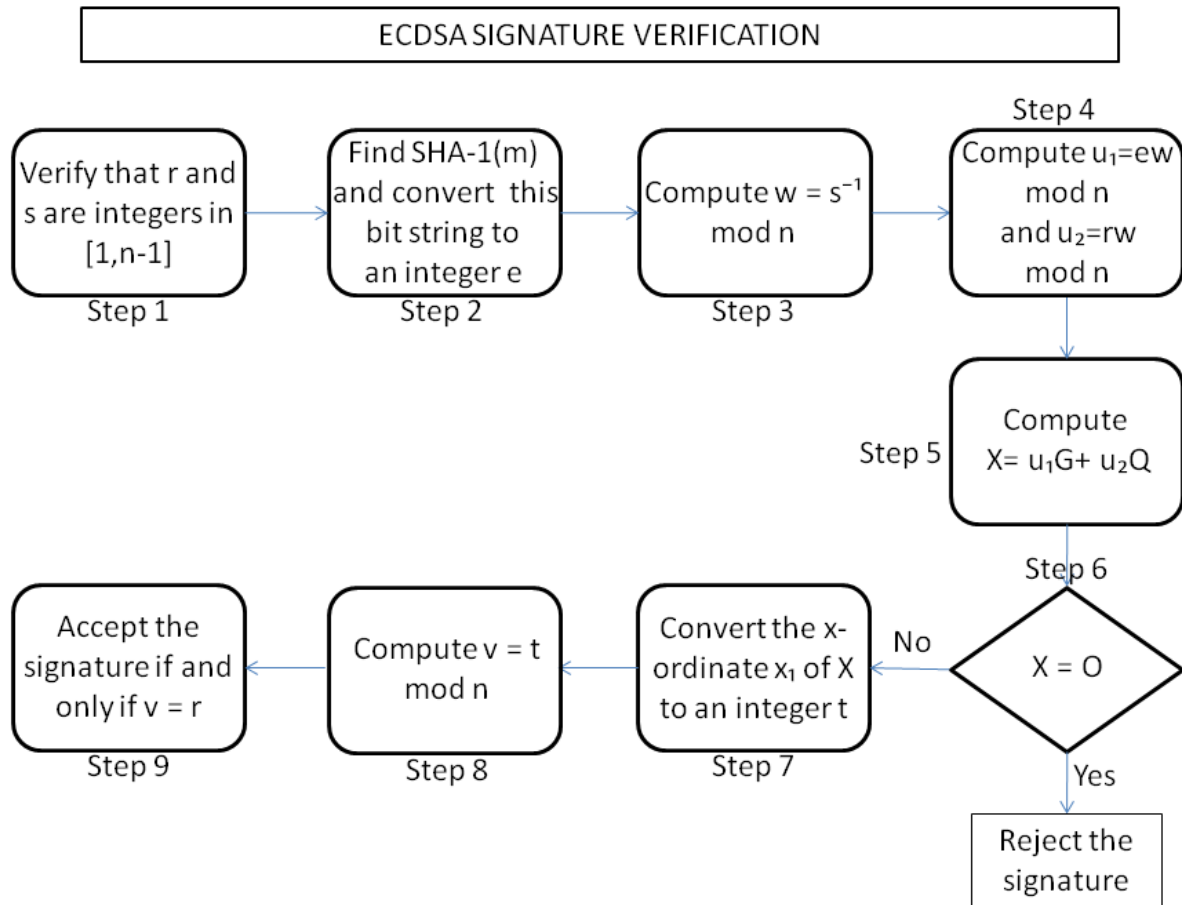 ECDSA SIGNATURE VERIFICATION
Verify that r and
s are integers in
[1,n-1]
Step 1
Find SHA-1(m)
and convert this
bit string to
an integer e
Step 2
Compute w = s⁻¹
mod n
Step 3
Step 4
Compute u₁=ew
mod n
and u₂=rw
mod n
Step 5
Compute
X= u₁G+ u₂Q
Step 6
X = O
No
Yes
Reject the
signature
Convert the x-
ordinate x₁ of X
to an integer t
Step 7
Compute v = t
mod n
Step 8
Accept the
signature if and
only if v = r
Step 9